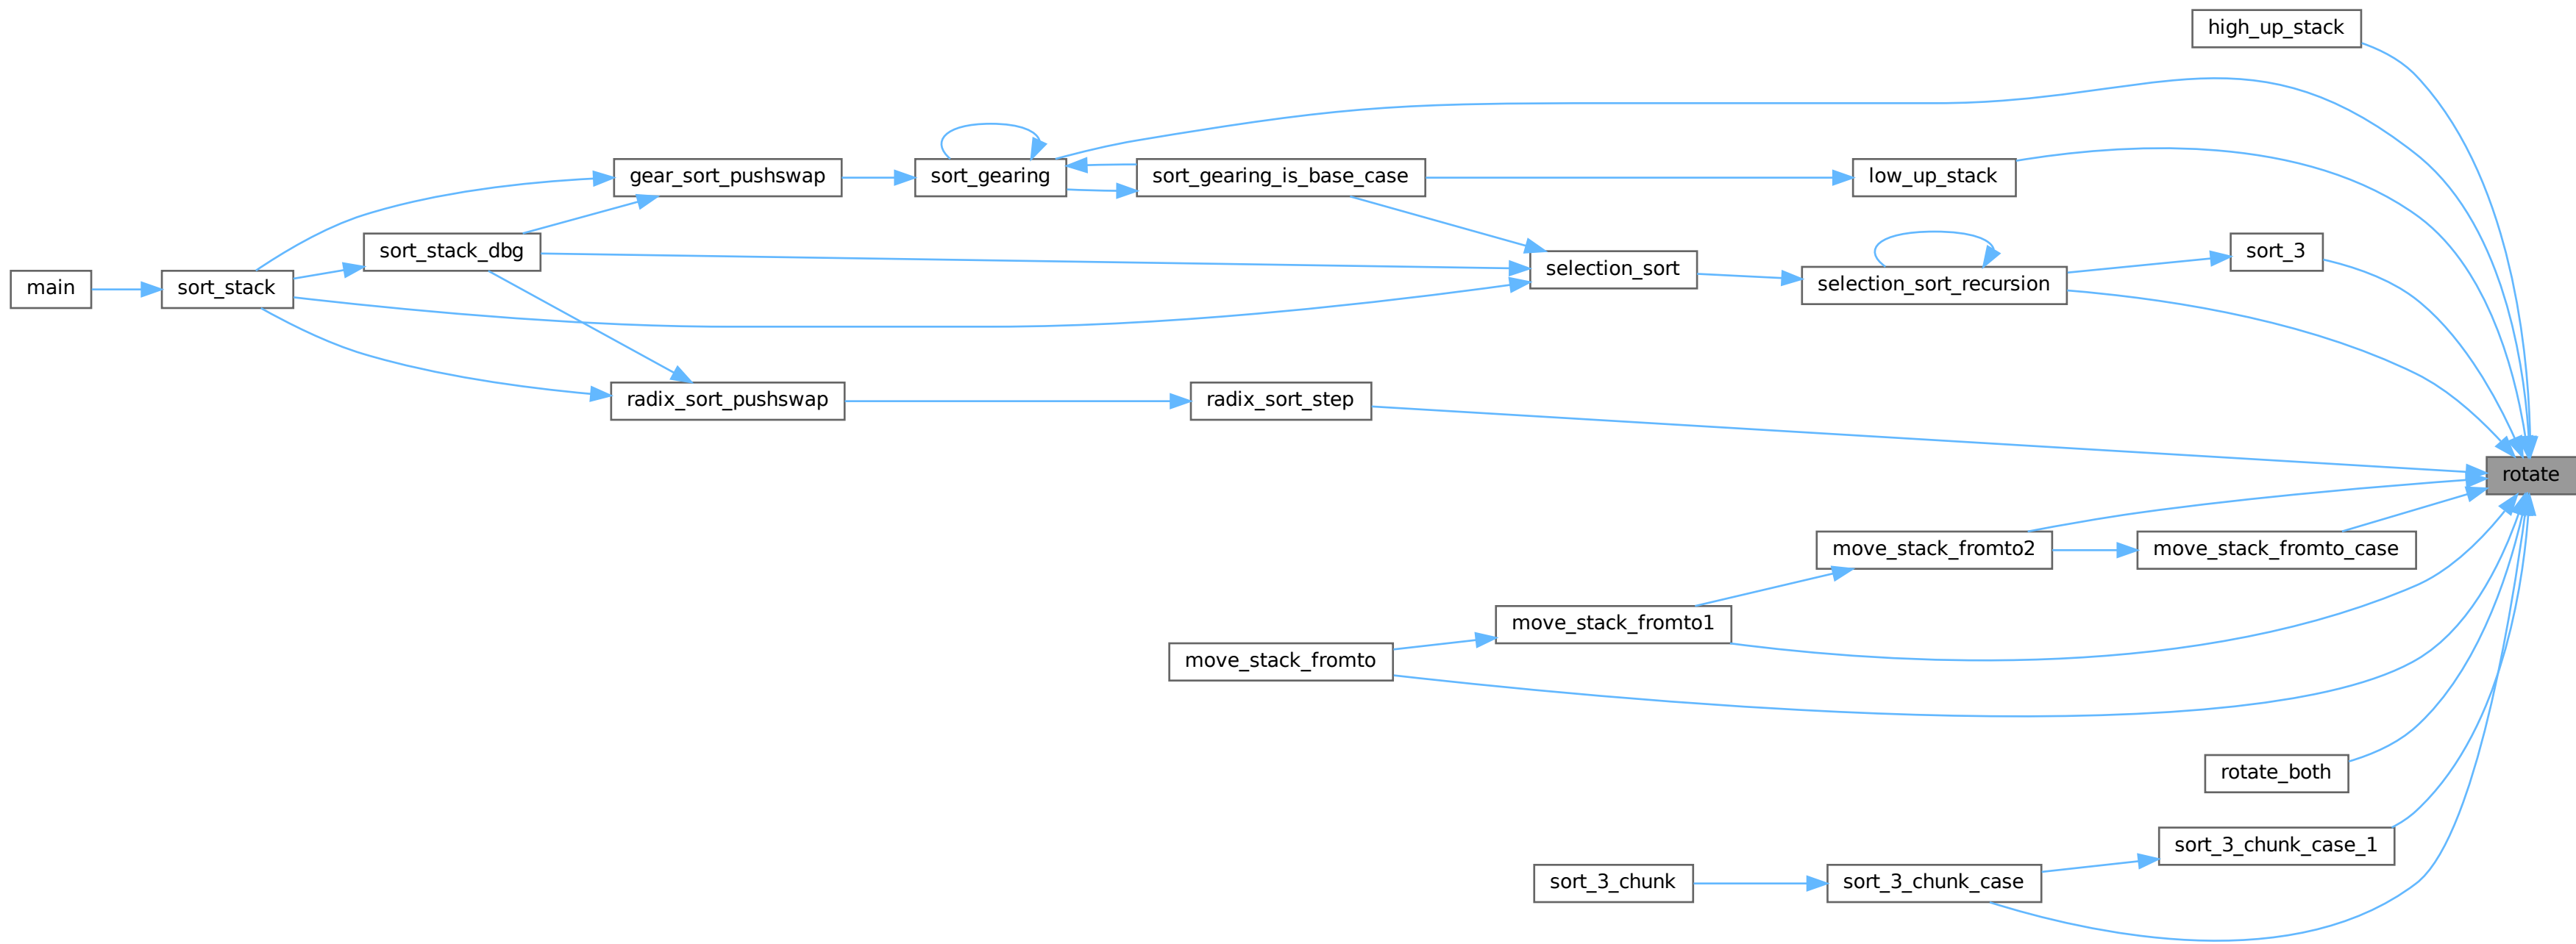 high_up_stack
gear_sort_pushswap
sort_gearing
sort_gearing_is_base_case
low_up_stack
sort_stack_dbg
sort_3
selection_sort
selection_sort_recursion
main
sort_stack
radix_sort_pushswap
radix_sort_step
rotate
move_stack_fromto2
move_stack_fromto_case
move_stack_fromto1
move_stack_fromto
rotate_both
sort_3_chunk_case_1
sort_3_chunk
sort_3_chunk_case